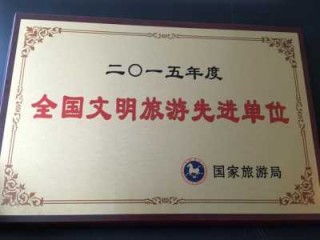 二〇一五年度
全国文明旅游先进单位
国家旅游局